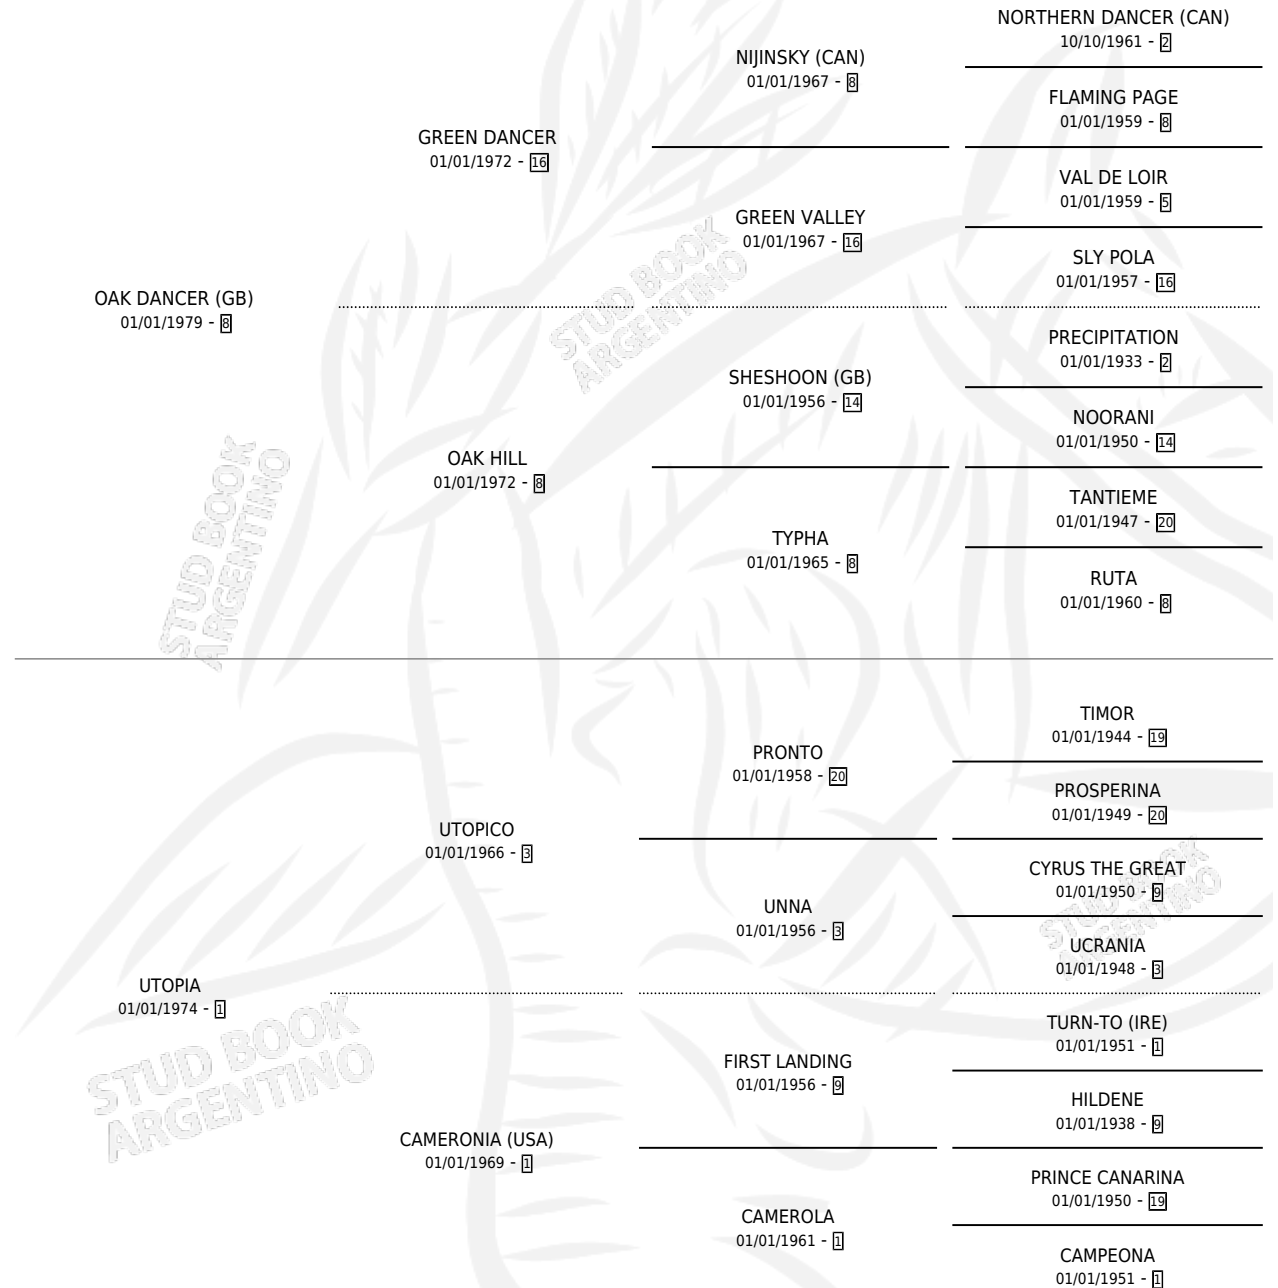 NORTHERN DANCER (CAN)
10/10/1961 - 2
NIJINSKY (CAN)
01/01/1967 - 8
FLAMING PAGE
01/01/1959 - 8
GREEN DANCER
01/01/1972 - 16
VAL DE LOIR
01/01/1959 - 5
GREEN VALLEY
01/01/1967 - 16
SLY POLA
01/01/1957 - 16
OAK DANCER (GB)
01/01/1979 - 8
STUD BOOK
ARGENTINO
PRECIPITATION
01/01/1933 - 2
SHESHOON (GB)
01/01/1956 - 14
NOORANI
01/01/1950 - 14
OAK HILL
01/01/1972 - 8
TANTIEME
01/01/1947 - 20
TYPHA
01/01/1965 - 8
RUTA
01/01/1960 - 8
STUD BOOK
ARGENTINO
TIMOR
01/01/1944 - 19
PRONTO
01/01/1958 - 20
PROSPERINA
01/01/1949 - 20
UTOPICO
01/01/1966 - 3
CYRUS THE GREAT
01/01/1950 - 9
UNNA
01/01/1956 - 3
UCRANIA
01/01/1948 - 3
STUD BOOK
ARGENTINO
UTOPIA
01/01/1974 - 1
TURN-TO (IRE)
01/01/1951 - 1
FIRST LANDING
01/01/1956 - 9
HILDENE
01/01/1938 - 9
STUD BOOK
ARGENTINO
CAMERONIA (USA)
01/01/1969 - 1
PRINCE CANARINA
01/01/1950 - 19
CAMEROLA
01/01/1961 - 1
CAMPEONA
01/01/1951 - 1